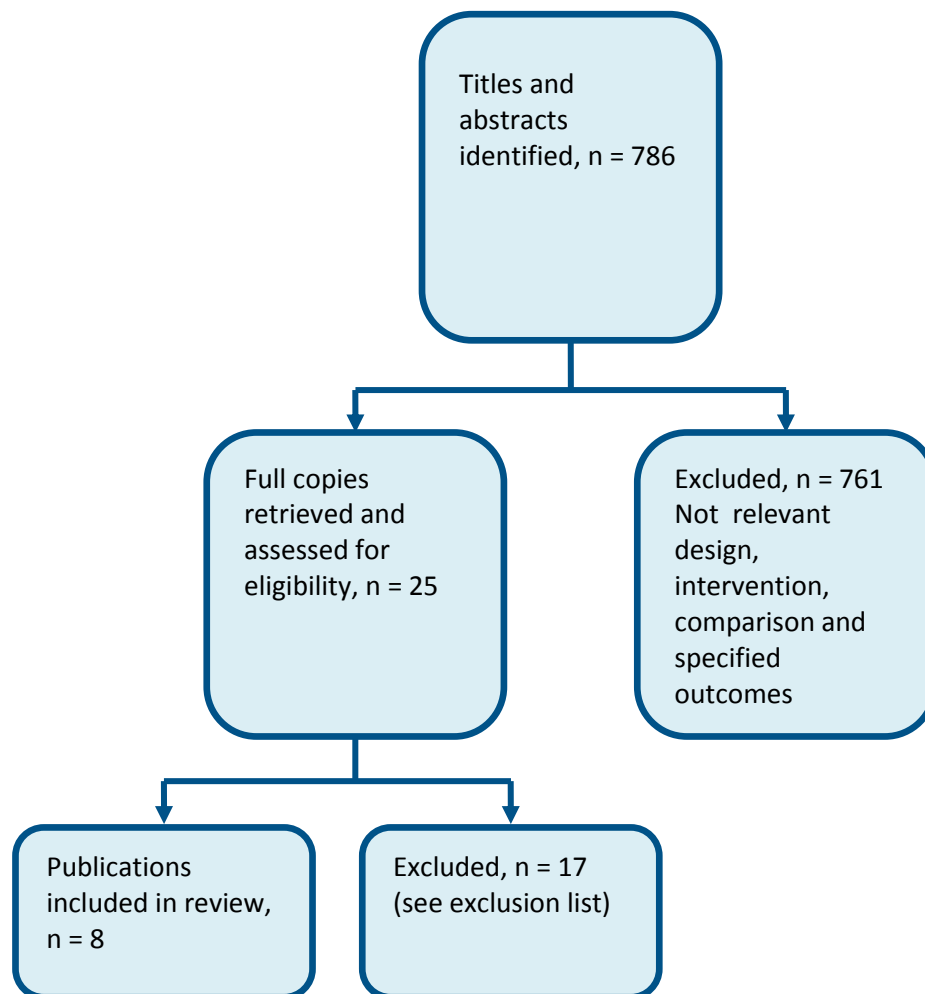 Titles and
abstracts
identified, n = 786
Full copies
retrieved and
assessed for
eligibility, n = 25
Excluded, n = 761
Not  relevant
design,
intervention,
comparison and
specified
outcomes
Publications
included in review,
n = 8
Excluded, n = 17
(see exclusion list)